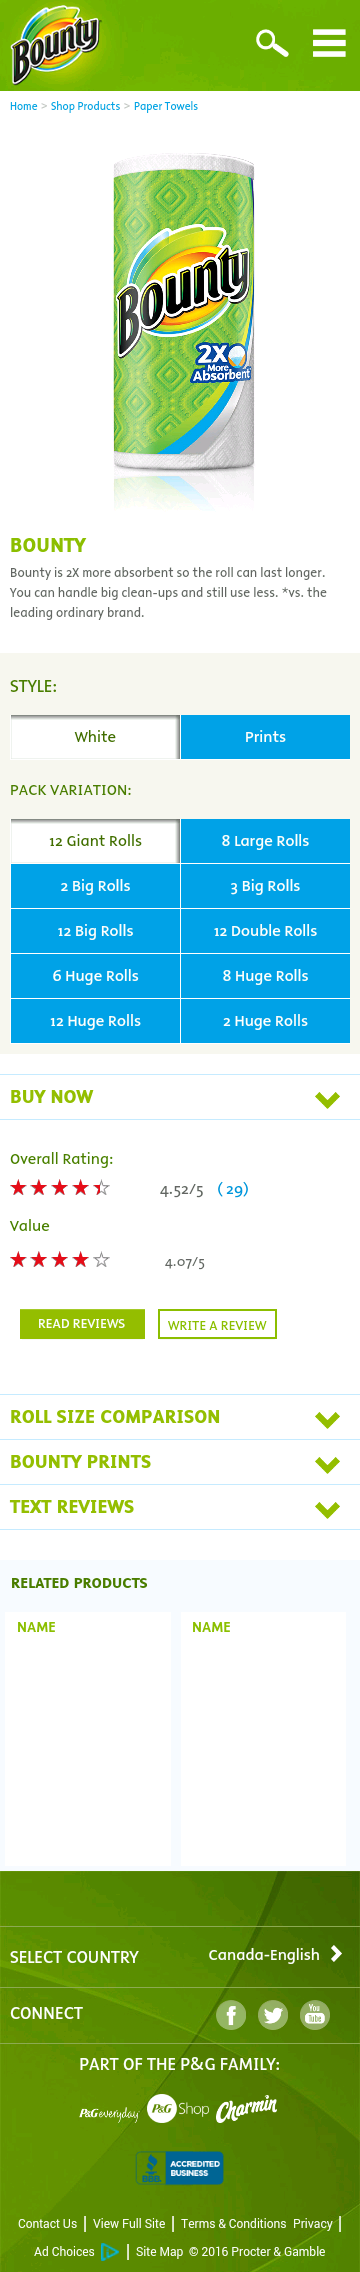 Bounty
Home > Shop Products > Paper Towels
Bounty
2X
More
Absorbent*
BOUNTY
Bounty is 2X more absorbent so the roll can last longer.
You can handle big clean-ups and still use less. *vs. the
leading ordinary brand.
STYLE:
White Prints
PACK VARIATION:
12 Giant Rolls 8 Large Rolls
2 Big Rolls 3 Big Rolls
12 Big Rolls 12 Double Rolls
6 Huge Rolls 8 Huge Rolls
12 Huge Rolls 2 Huge Rolls
BUY NOW
Overall Rating:
4.52/5 ( 29)
Value
4.07/5
READ REVIEWS WRITE A REVIEW
ROLL SIZE COMPARISON
BOUNTY PRINTS
TEXT REVIEWS
RELATED PRODUCTS
NAME NAME
SELECT COUNTRY Canada-English
CONNECT f You Tube
PART OF THE P&G FAMILY:
P&G everyday P&G Shop Charmin
BBB. ACCREDITED BUSINESS
Contact Us | View Full Site | Terms & Conditions Privacy |
Ad Choices | Site Map © 2016 Procter & Gamble